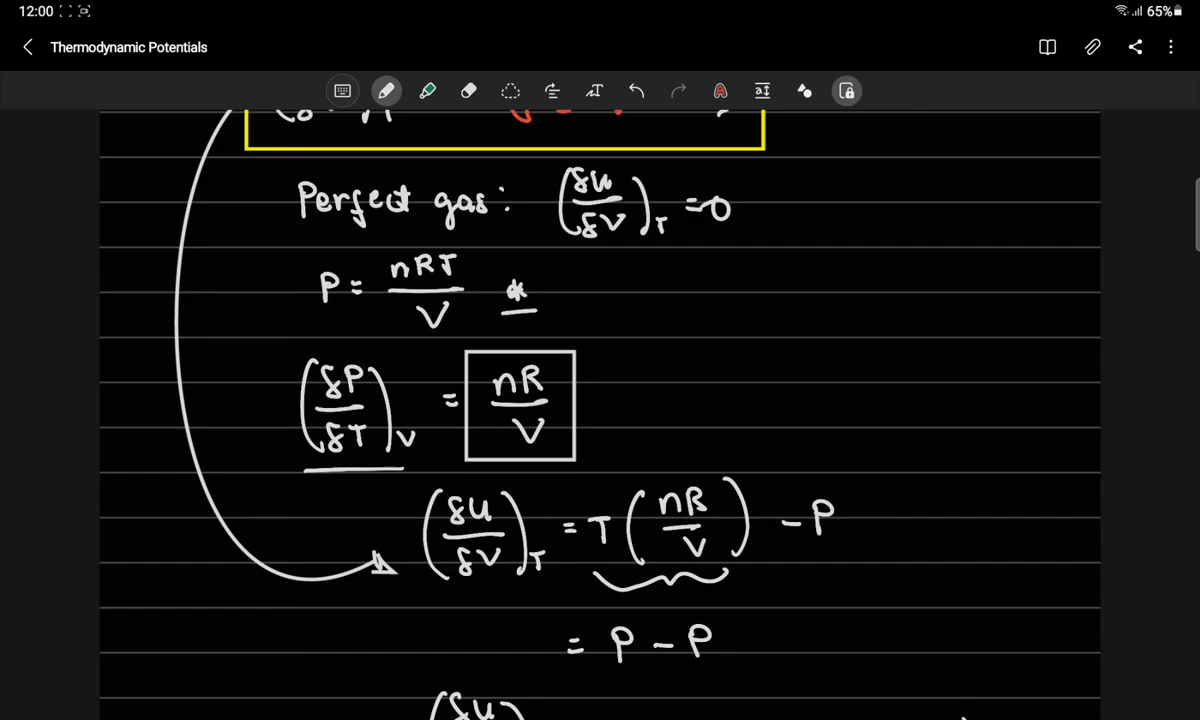 12:00 65%
Thermodynamic Potentials
Perfect gas: (δU/δV)_T = 0
P = nRT/V *
(δP/δT)_V = nR/V
(δU/δV)_T = T(nR/V) - P
= P - P
(δU